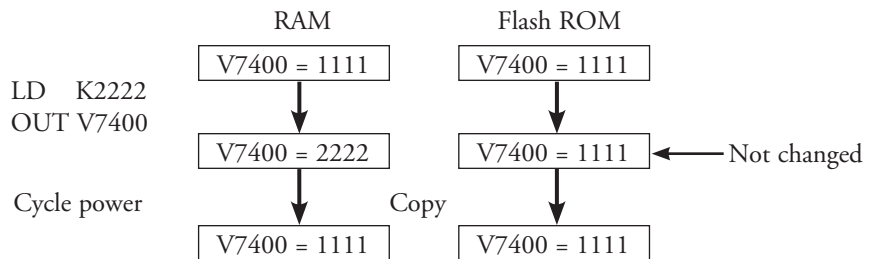 RAM Flash ROM
V7400 = 1111 V7400 = 1111
LD K2222
OUT V7400
V7400 = 2222 V7400 = 1111 Not changed
Cycle power Copy
V7400 = 1111 V7400 = 1111